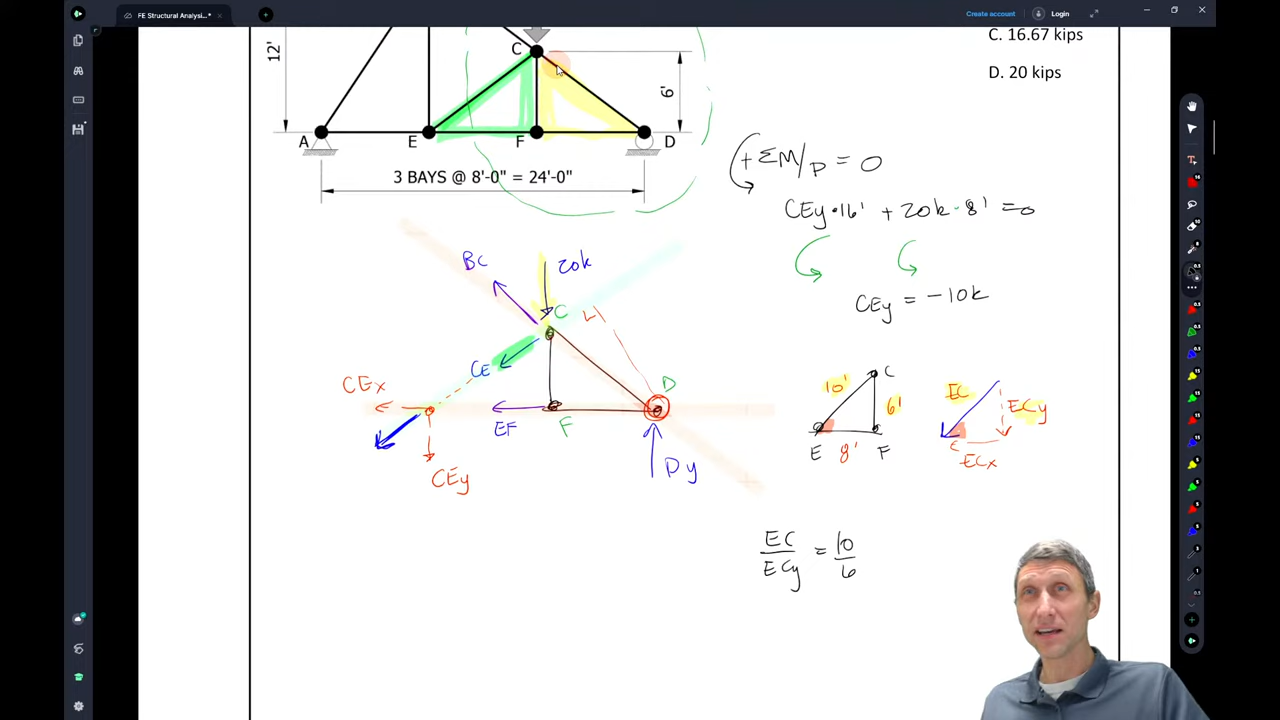 FE Structural Analysi...*
Create account
Login
C. 16.67 kips
D. 20 kips
C
12'
6'
A
E
F
D
3 BAYS @ 8'-0" = 24'-0"
+ΣM/D = 0
CEy·16' + 20k·8' = 0
CEy = -10k
BC
20k
C
CE
CEx
D
EF
F
Dy
CEy
10'
C
6'
E
8'
F
EC
ECy
ECx
EC/ECy = 10/6